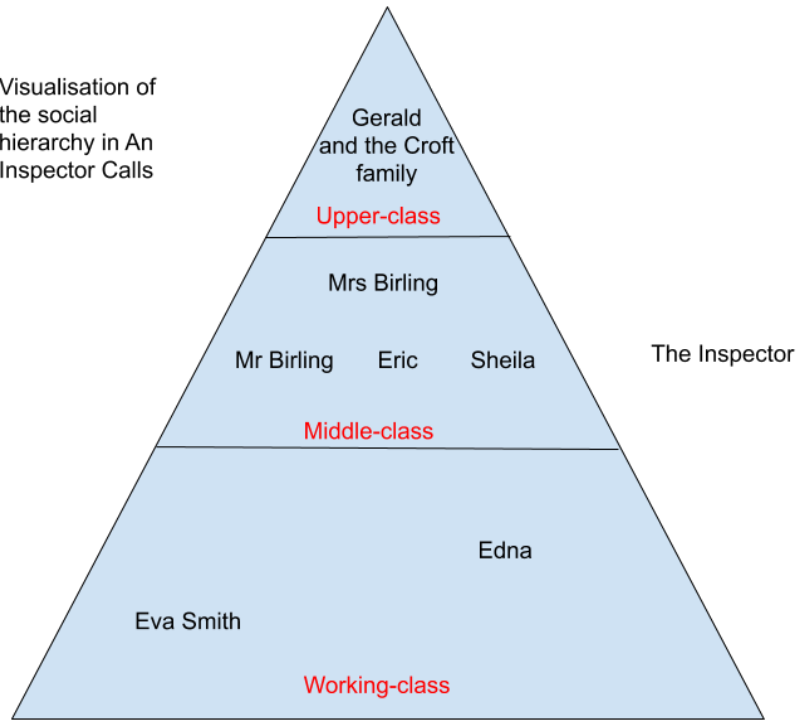 Visualisation of
the social
hierarchy in An
Inspector Calls
Gerald
and the Croft
family
Upper-class
Mrs Birling
Mr Birling Eric Sheila
The Inspector
Middle-class
Edna
Eva Smith
Working-class